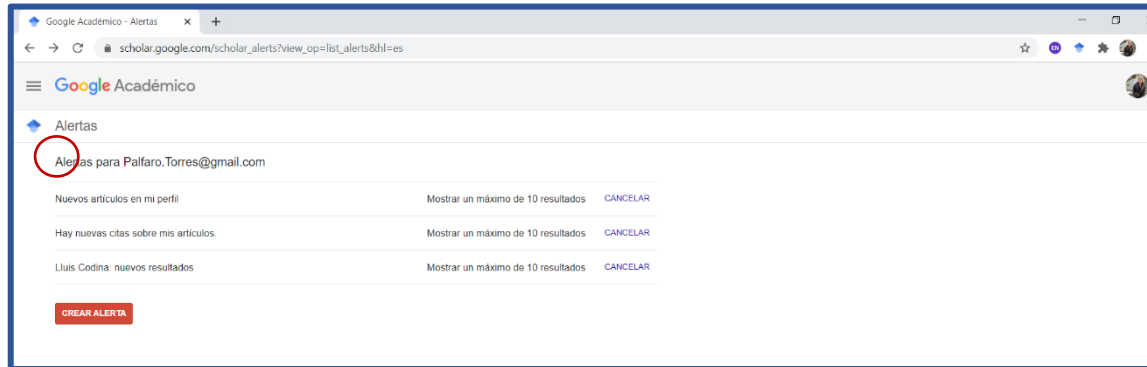 Google Académico - Alertas
scholar.google.com/scholar_alerts?view_op=list_alerts&hl=es
EN
Google Académico
Alertas
Alertas para Palfaro.Torres@gmail.com
Nuevos artículos en mi perfil Mostrar un máximo de 10 resultados CANCELAR
Hay nuevas citas sobre mis artículos. Mostrar un máximo de 10 resultados CANCELAR
Lluis Codina: nuevos resultados Mostrar un máximo de 10 resultados CANCELAR
CREAR ALERTA